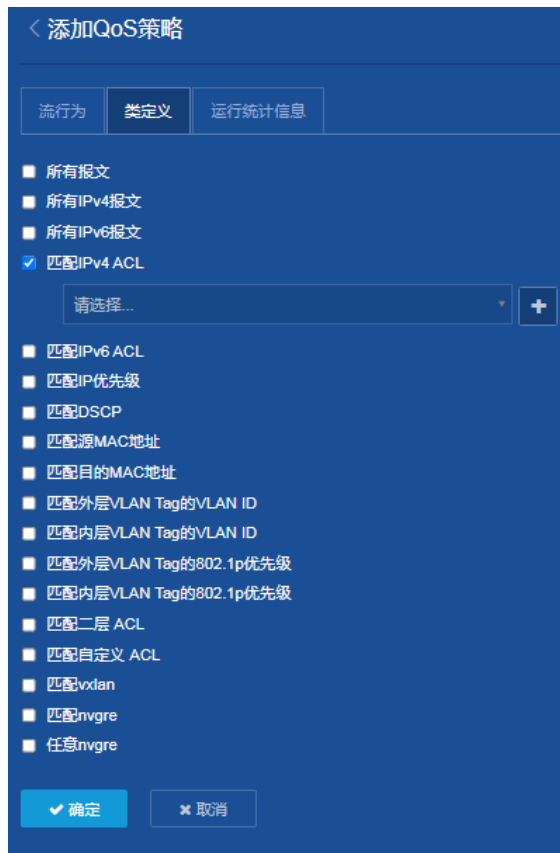 添加QoS策略
流行为 类定义 运行统计信息
所有报文
所有IPv4报文
所有IPv6报文
匹配IPv4 ACL
请选择...
匹配IPv6 ACL
匹配IP优先级
匹配DSCP
匹配源MAC地址
匹配目的MAC地址
匹配外层VLAN Tag的VLAN ID
匹配内层VLAN Tag的VLAN ID
匹配外层VLAN Tag的802.1p优先级
匹配内层VLAN Tag的802.1p优先级
匹配二层 ACL
匹配自定义 ACL
匹配vxlan
匹配nvgre
任意nvgre
确定 取消